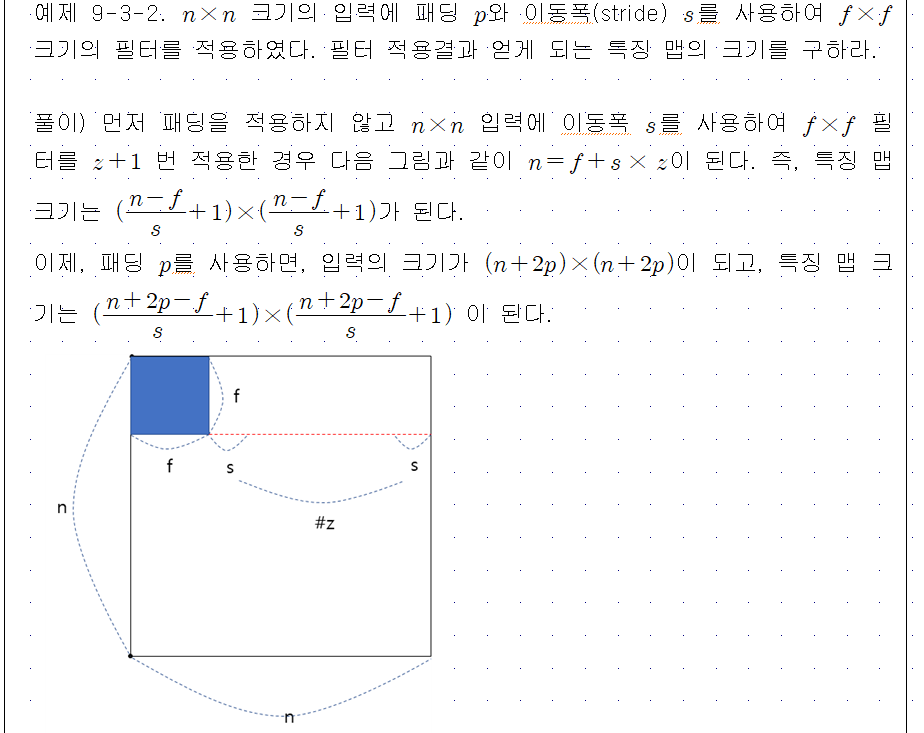 예제 9-3-2. n×n 크기의 입력에 패딩 p와 이동폭(stride) s를 사용하여 f×f
크기의 필터를 적용하였다. 필터 적용결과 얻게 되는 특징 맵의 크기를 구하라.
풀이) 먼저 패딩을 적용하지 않고 n×n 입력에 이동폭 s를 사용하여 f×f 필
터를 z+1 번 적용한 경우 다음 그림과 같이 n=f+s×z이 된다. 즉, 특징 맵
크기는 (\frac{n-f}{s}+1)×(\frac{n-f}{s}+1)가 된다.
이제, 패딩 p를 사용하면, 입력의 크기가 (n+2p)×(n+2p)이 되고, 특징 맵 크
기는 (\frac{n+2p-f}{s}+1)×(\frac{n+2p-f}{s}+1) 이 된다.
f
f
s
s
n
#z
n